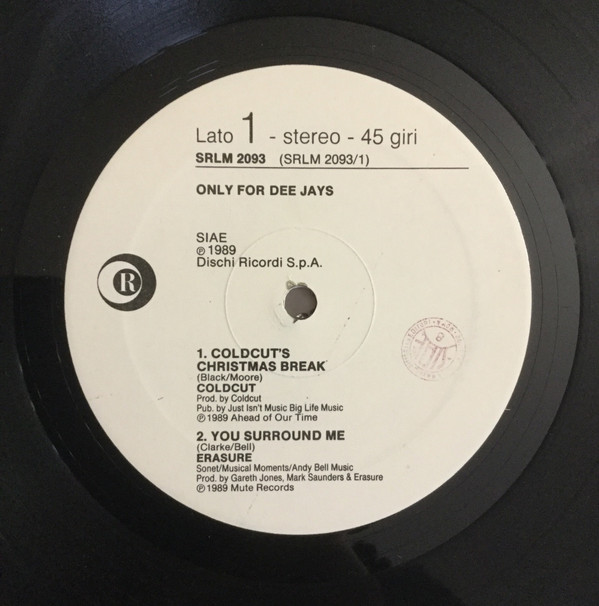 Lato 1 - stereo - 45 giri
SRLM 2093 (SRLM 2093/1)
ONLY FOR DEE JAYS
SIAE
℗ 1989
Dischi Ricordi S.p.A.
R
1. COLDCUT'S
CHRISTMAS BREAK
(Black/Moore)
COLDCUT
Prod. by Coldcut
Pub. by Just Isn't Music Big Life Music
℗ 1989 Ahead of Our Time
2. YOU SURROUND ME
(Clarke/Bell)
ERASURE
Sonet/Musical Moments/Andy Bell Music
Prod. by Gareth Jones, Mark Saunders & Erasure
℗ 1989 Mute Records